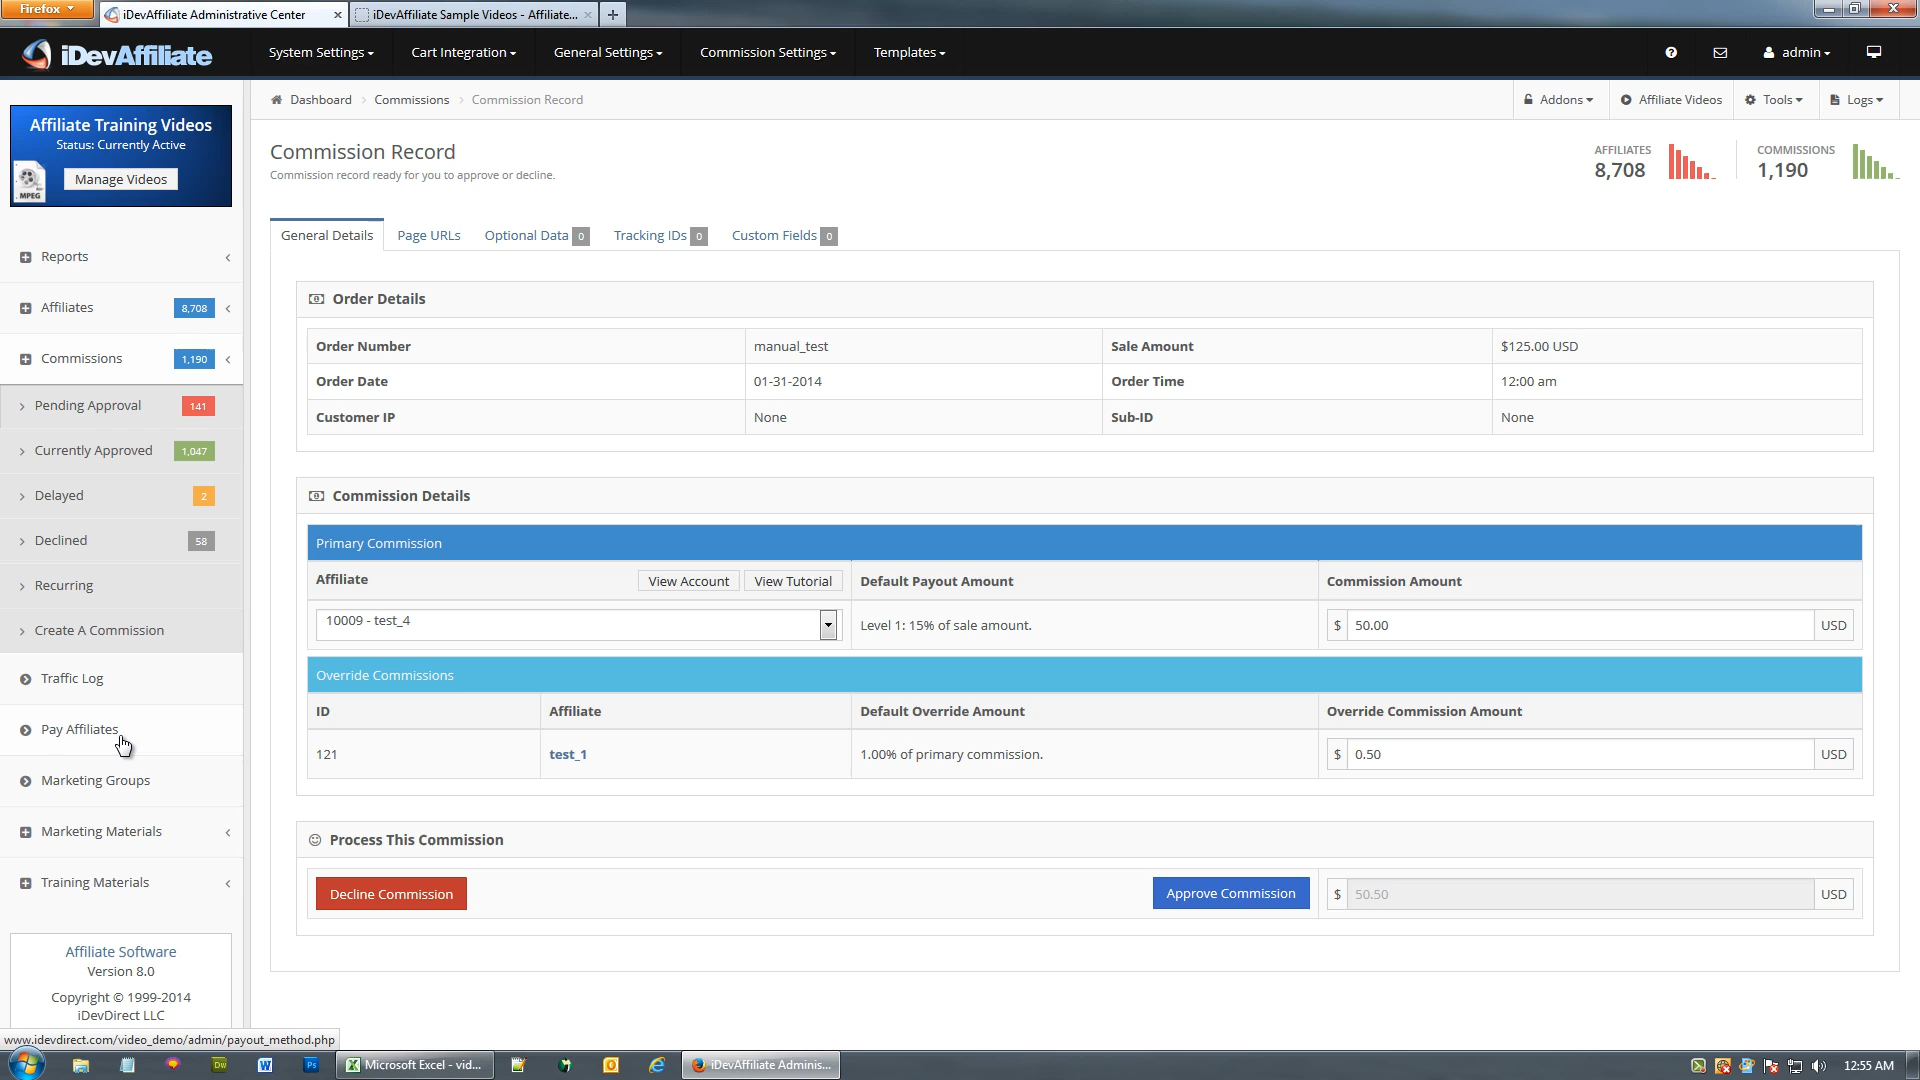 Firefox
iDevAffiliate Administrative Center
iDevAffiliate Sample Videos - Affiliate...
iDevAffiliate
System Settings
Cart Integration
General Settings
Commission Settings
Templates
admin
Dashboard
Commissions
Commission Record
Addons
Affiliate Videos
Tools
Logs
Affiliate Training Videos
Status: Currently Active
Manage Videos
MPEG
Commission Record
Commission record ready for you to approve or decline.
AFFILIATES
8,708
COMMISSIONS
1,190
General Details
Page URLs
Optional Data 0
Tracking IDs 0
Custom Fields 0
Reports
Affiliates 8,708
Commissions 1,190
Pending Approval 141
Currently Approved 1,047
Delayed 2
Declined 58
Recurring
Create A Commission
Traffic Log
Pay Affiliates
Marketing Groups
Marketing Materials
Training Materials
Affiliate Software
Version 8.0
Copyright © 1999-2014
iDevDirect LLC
Order Details
Order Number manual_test Sale Amount $125.00 USD
Order Date 01-31-2014 Order Time 12:00 am
Customer IP None Sub-ID None
Commission Details
Primary Commission
Affiliate View Account View Tutorial Default Payout Amount Commission Amount
10009 - test_4 Level 1: 15% of sale amount. $ 50.00 USD
Override Commissions
ID Affiliate Default Override Amount Override Commission Amount
121 test_1 1.00% of primary commission. $ 0.50 USD
Process This Commission
Decline Commission Approve Commission $ 50.50 USD
www.idevdirect.com/video_demo/admin/payout_method.php
Dw
W
Ps
Microsoft Excel - vid...
iDevAffiliate Adminis...
12:55 AM